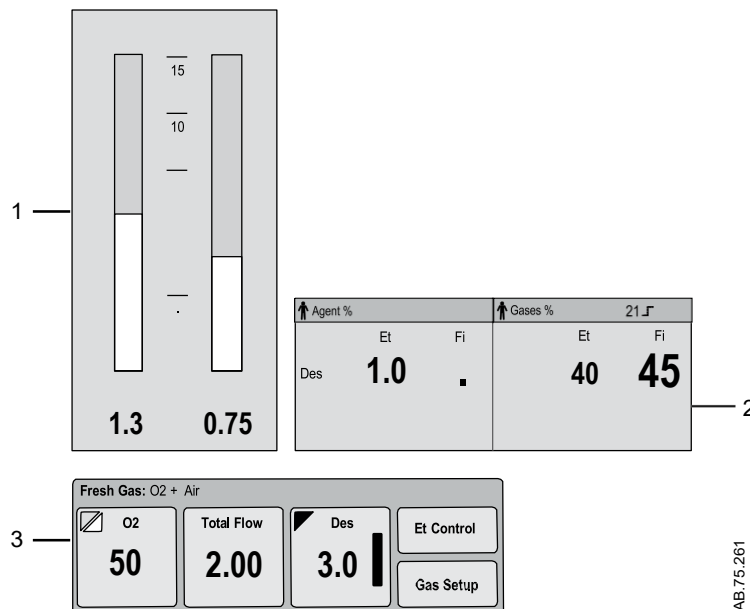 1
15
10
.
1.3 0.75
Agent %
Et Fi
Des 1.0 .
Gases % 21
Et Fi
40 45
2
3
Fresh Gas: O2 + Air
O2
50
Total Flow
2.00
Des
3.0
Et Control
Gas Setup
AB.75.261